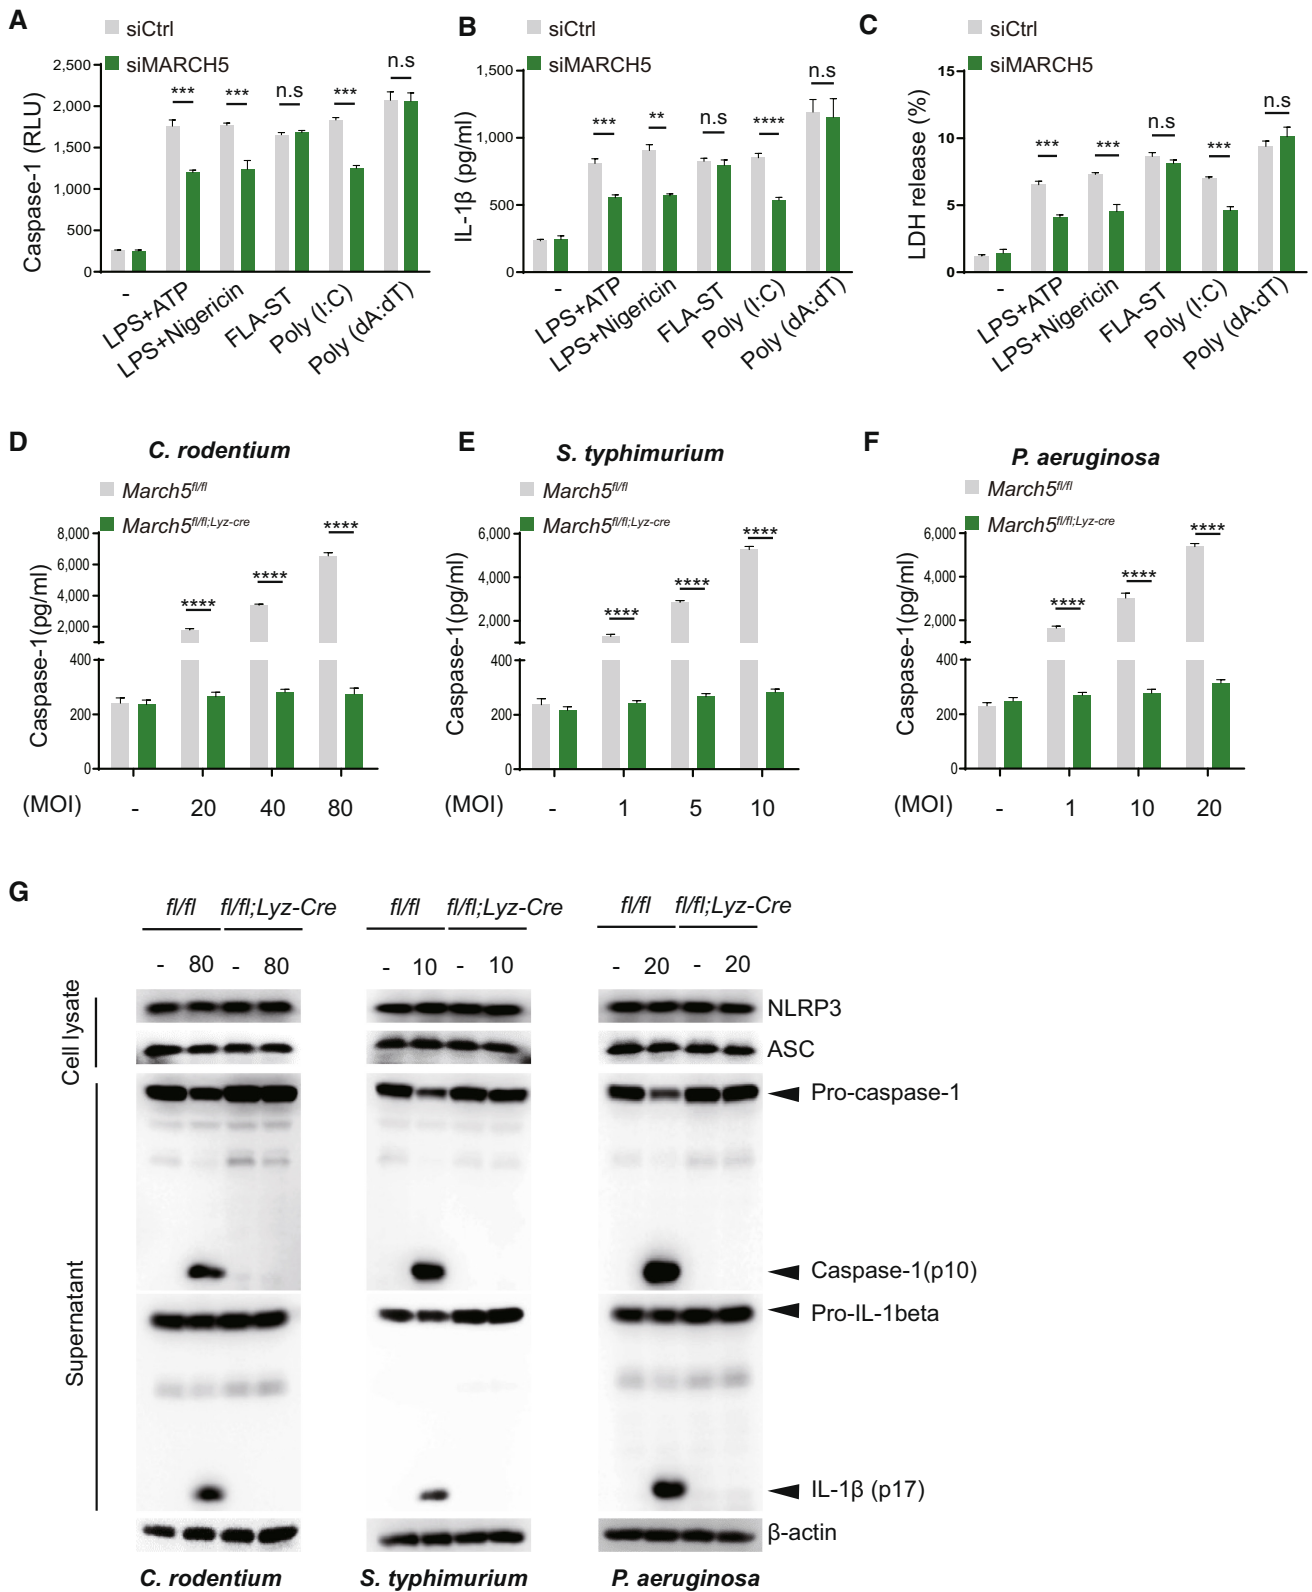 A
siCtrl
siMARCH5
Caspase-1 (RLU)
2,500
2,000
1,500
1,000
500
0
***
***
n.s
***
n.s
-
LPS+ATP
LPS+Nigericin
FLA-ST
Poly (I:C)
Poly (dA:dT)
B
siCtrl
siMARCH5
IL-1β (pg/ml)
1,500
1,000
500
0
***
**
n.s
****
n.s
-
LPS+ATP
LPS+Nigericin
FLA-ST
Poly (I:C)
Poly (dA:dT)
C
siCtrl
siMARCH5
LDH release (%)
15
10
5
0
***
***
n.s
***
n.s
-
LPS+ATP
LPS+Nigericin
FLA-ST
Poly (I:C)
Poly (dA:dT)
D
C. rodentium
March5fl/fl
March5fl/fl;Lyz-cre
Caspase-1(pg/ml)
8,000
6,000
4,000
2,000
400
200
0
****
****
****
(MOI)
- 20 40 80
E
S. typhimurium
March5fl/fl
March5fl/fl;Lyz-cre
Caspase-1(pg/ml)
6,000
4,000
2,000
400
200
0
****
****
****
(MOI)
- 1 5 10
F
P. aeruginosa
March5fl/fl
March5fl/fl;Lyz-cre
Caspase-1(pg/ml)
6,000
4,000
2,000
400
200
0
****
****
****
(MOI)
- 1 10 20
G
fl/fl fl/fl;Lyz-Cre fl/fl fl/fl;Lyz-Cre fl/fl fl/fl;Lyz-Cre
- 80 - 80 - 10 - 10 - 20 - 20
Cell lysate
NLRP3
ASC
Supernatant
Pro-caspase-1
Caspase-1(p10)
Pro-IL-1beta
IL-1β (p17)
β-actin
C. rodentium S. typhimurium P. aeruginosa